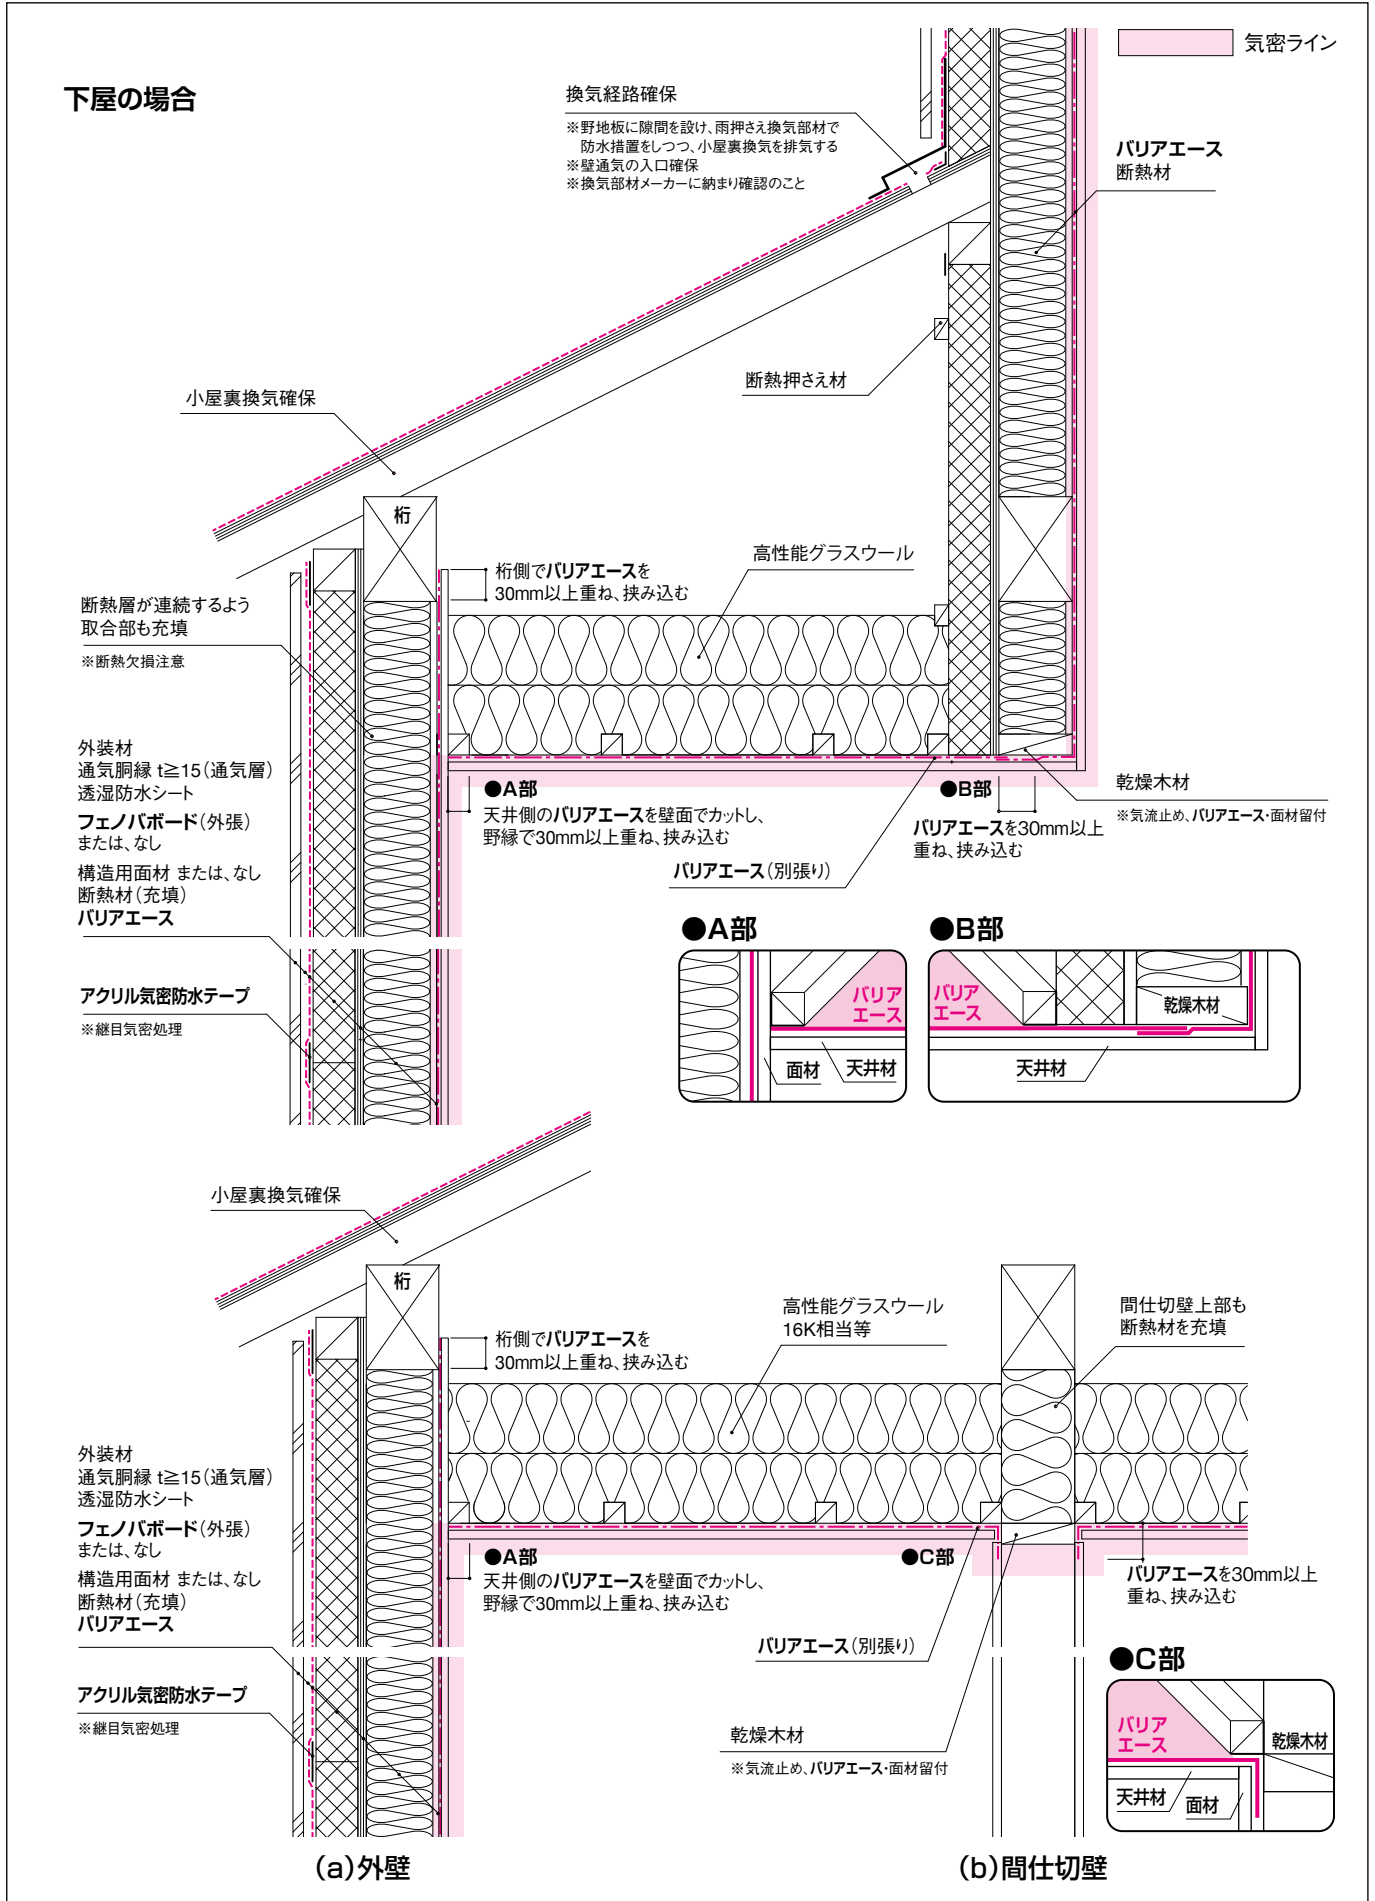 気密ライン
下屋の場合
換気経路確保
※野地板に隙間を設け、雨押さえ換気部材で
防水措置をしつつ、小屋裏換気を排気する
※壁通気の入口確保
※換気部材メーカーに納まり確認のこと
バリアエース
断熱材
断熱押さえ材
小屋裏換気確保
桁
桁側でバリアエースを
30mm以上重ね、挟み込む
高性能グラスウール
断熱層が連続するよう
取合部も充填
※断熱欠損注意
外装材
通気胴縁 t≧15(通気層)
透湿防水シート
フェノバボード(外張)
または、なし
構造用面材 または、なし
断熱材(充填)
バリアエース
アクリル気密防水テープ
※継目気密処理
●A部
天井側のバリアエースを壁面でカットし、
野縁で30mm以上重ね、挟み込む
●B部
バリアエースを30mm以上
重ね、挟み込む
乾燥木材
※気流止め、バリアエース・面材留付
バリアエース(別張り)
●A部
バリア
エース
面材
天井材
●B部
バリア
エース
乾燥木材
天井材
小屋裏換気確保
桁
桁側でバリアエースを
30mm以上重ね、挟み込む
高性能グラスウール
16K相当等
間仕切壁上部も
断熱材を充填
外装材
通気胴縁 t≧15(通気層)
透湿防水シート
フェノバボード(外張)
または、なし
構造用面材 または、なし
断熱材(充填)
バリアエース
アクリル気密防水テープ
※継目気密処理
●A部
天井側のバリアエースを壁面でカットし、
野縁で30mm以上重ね、挟み込む
●C部
バリアエースを30mm以上
重ね、挟み込む
バリアエース(別張り)
乾燥木材
※気流止め、バリアエース・面材留付
●C部
バリア
エース
乾燥木材
天井材
面材
(a)外壁
(b)間仕切壁